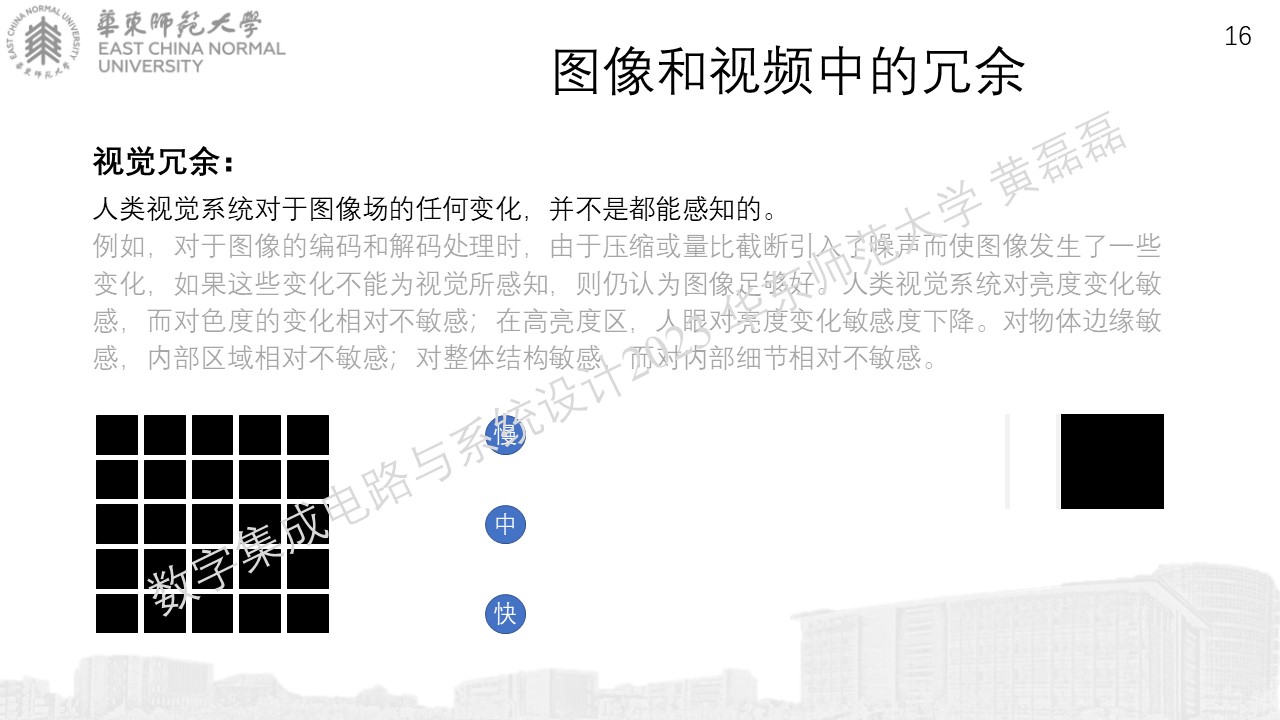 華東師範大學
EAST CHINA NORMAL
UNIVERSITY
EAST CHINA NORMAL UNIVERSITY
華東师范大学
16
图像和视频中的冗余
视觉冗余：
人类视觉系统对于图像场的任何变化，并不是都能感知的。
例如，对于图像的编码和解码处理时，由于压缩或量比截断引入了噪声而使图像发生了一些
变化，如果这些变化不能为视觉所感知，则仍认为图像足够好。人类视觉系统对亮度变化敏
感，而对色度的变化相对不敏感；在高亮度区，人眼对亮度变化敏感度下降。对物体边缘敏
感，内部区域相对不敏感；对整体结构敏感，而对内部细节相对不敏感。
慢
中
快
数字集成电路与系统设计2023 华东师范大学 黄磊磊